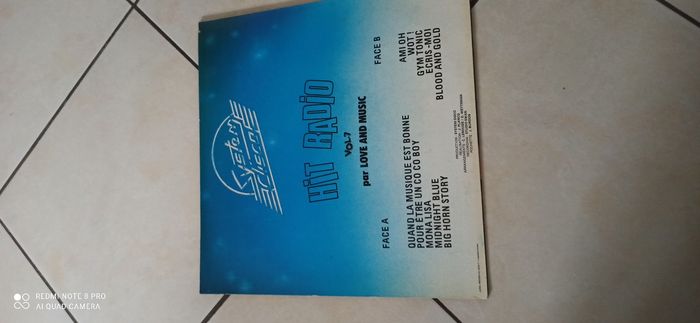 System
HIT RADIO
VOL.7
par LOVE AND MUSIC
FACE A
QUAND LA MUSIQUE EST BONNE
POUR ÊTRE UN CO CO BOY
MONA LISA
MIDNIGHT BLUE
BIG HORN STORY
FACE B
AMI OH
WOT !
GYM TONIC
ECRIS-MOI
BLOOD AND GOLD
REDMI NOTE 8 PRO
AI QUAD CAMERA